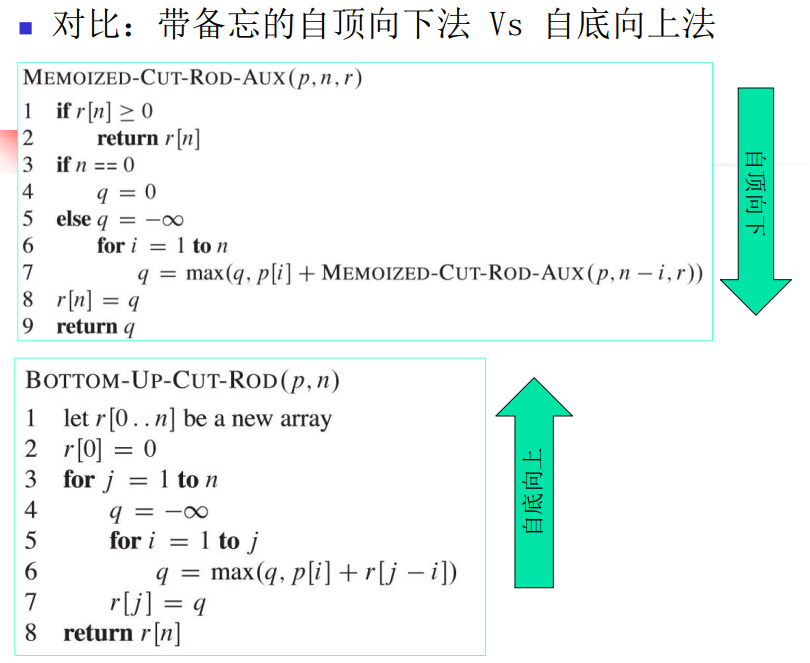 对比：带备忘的自顶向下法 Vs 自底向上法
MEMOIZED-CUT-ROD-AUX(p, n, r)
1 if r[n] ≥ 0
2 return r[n]
3 if n == 0
4 q = 0
5 else q = −∞
6 for i = 1 to n
7 q = max(q, p[i] + MEMOIZED-CUT-ROD-AUX(p, n − i, r))
8 r[n] = q
9 return q
自顶向下
BOTTOM-UP-CUT-ROD(p, n)
1 let r[0..n] be a new array
2 r[0] = 0
3 for j = 1 to n
4 q = −∞
5 for i = 1 to j
6 q = max(q, p[i] + r[j − i])
7 r[j] = q
8 return r[n]
自底向上